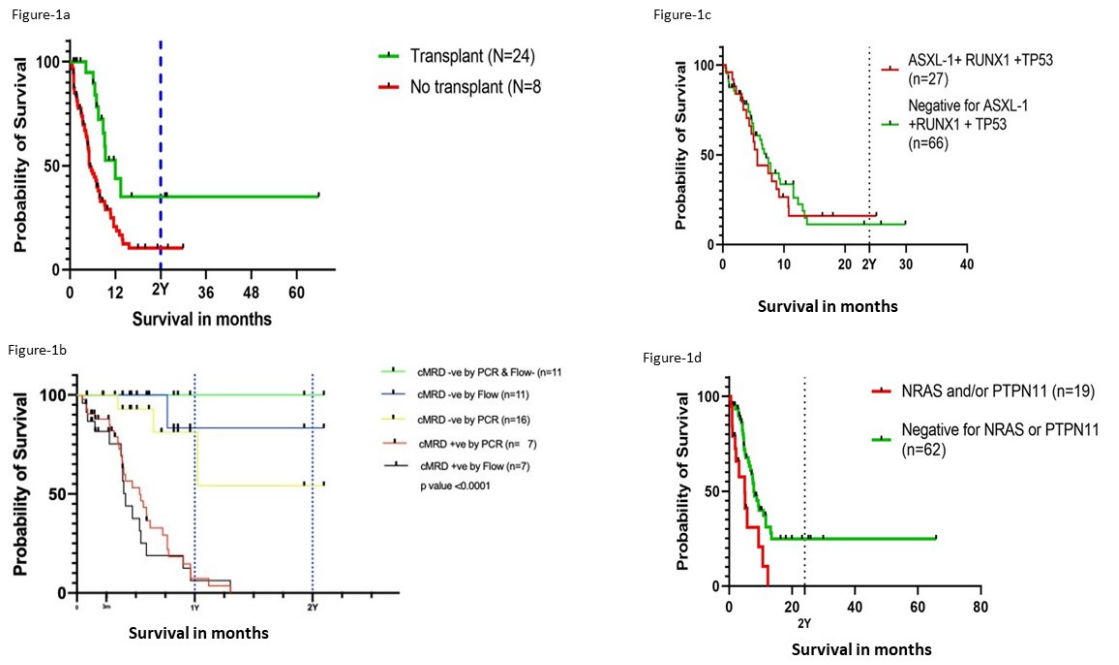 Figure-1a
Probability of Survival
100
50
0
0 12 2Y 36 48 60
Survival in months
Transplant (N=24)
No transplant (N=8
Figure-1c
Probability of Survival
100
50
0
0 10 20 2Y 30 40
Survival in months
ASXL-1+ RUNX1 +TP53
(n=27)
Negative for ASXL-1
+RUNX1 + TP53
(n=66)
Figure-1b
Probability of Survival
100
50
0
0 3m 1Y 2Y
Survival in months
cMRD -ve by PCR & Flow- (n=11
cMRD -ve by Flow (n=11)
cMRD -ve by PCR (n=16)
cMRD +ve by PCR (n= 7)
cMRD +ve by Flow (n=7)
p value <0.0001
Figure-1d
Probability of Survival
100
50
0
0 20 40 60 80
2Y
Survival in months
NRAS and/or PTPN11 (n=19)
Negative for NRAS or PTPN11
(n=62)